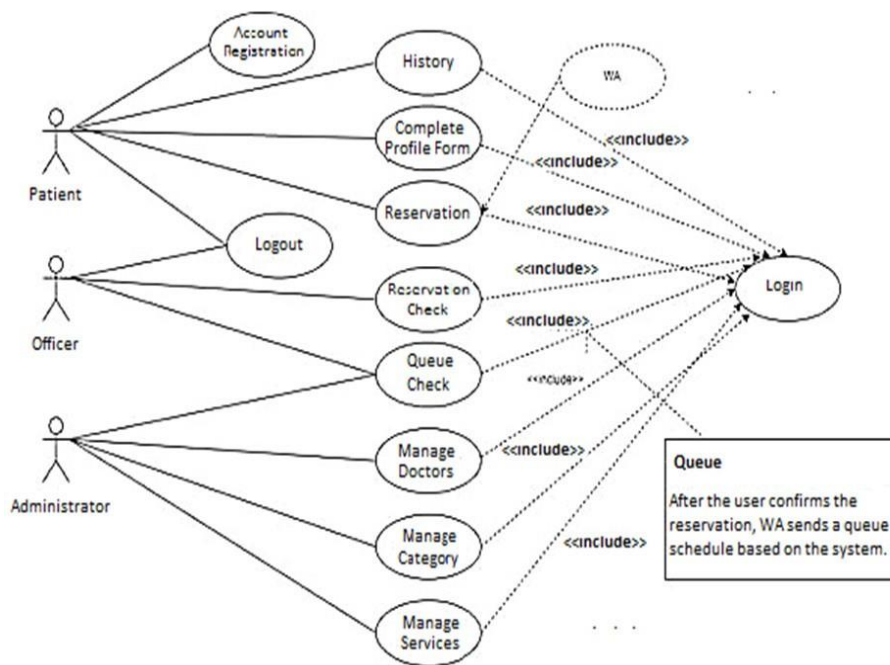 Account
Registration
History
WA
. . .
Complete
Profile Form
<<include>>
<<include>>
Patient
Reservation
<<include>>
Logout
Reservation
Check
<<include>>
Login
Officer
Queue
Check
<<include>>
<<include>>
Manage
Doctors
<<include>>
Administrator
Queue
After the user confirms the
reservation, WA sends a queue
schedule based on the system.
Manage
Category
<<include>>
Manage
Services
. . .